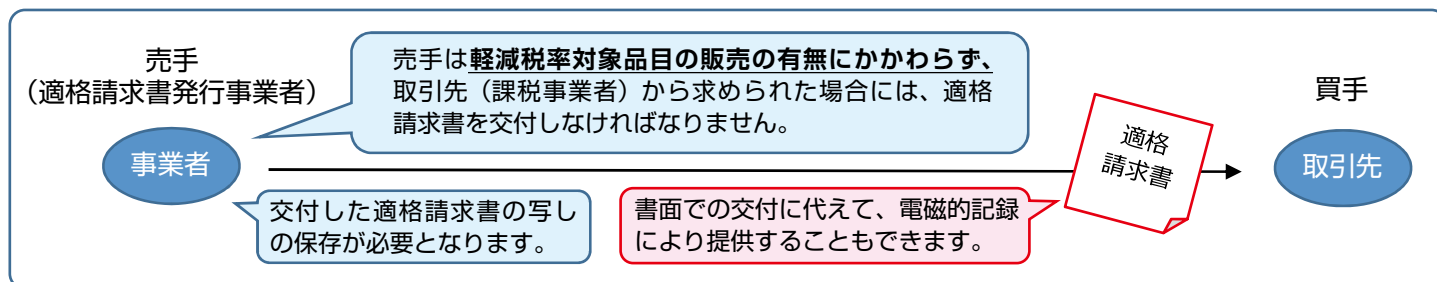 売手
（適格請求書発行事業者）
事業者
売手は軽減税率対象品目の販売の有無にかかわらず、
取引先（課税事業者）から求められた場合には、適格
請求書を交付しなければなりません。
交付した適格請求書の写し
の保存が必要となります。
書面での交付に代えて、電磁的記録
により提供することもできます。
適格
請求書
買手
取引先